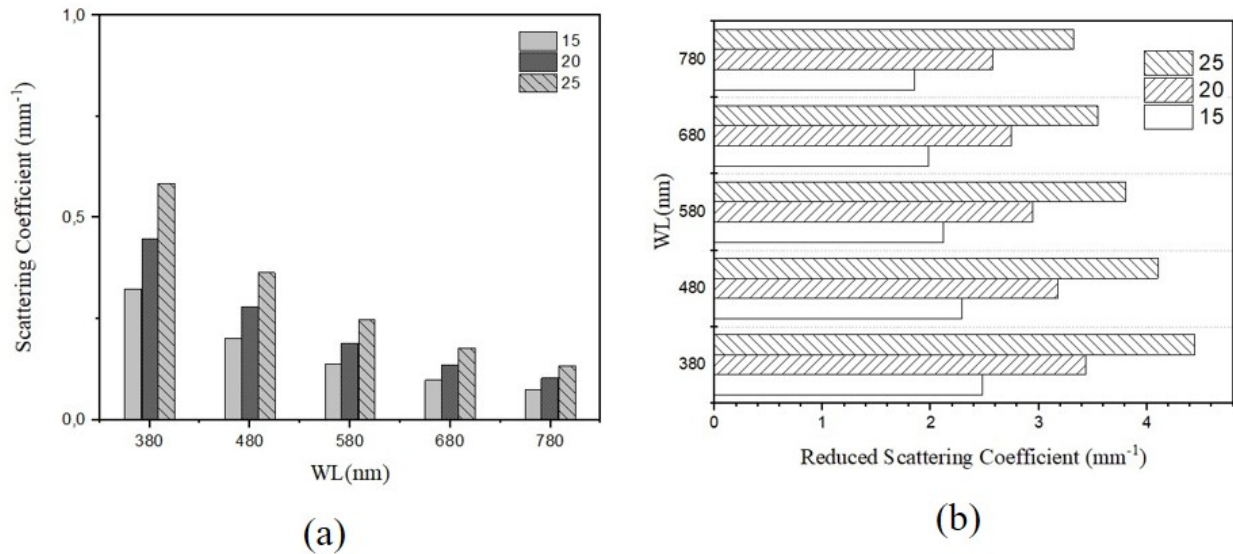 1,0
0,5
0,0
Scattering Coefficient (mm⁻¹)
15
20
25
380 480 580 680 780
WL(nm)
(a)
780
680
580
480
380
WL(nm)
25
20
15
0 1 2 3 4
Reduced Scattering Coefficient (mm⁻¹)
(b)